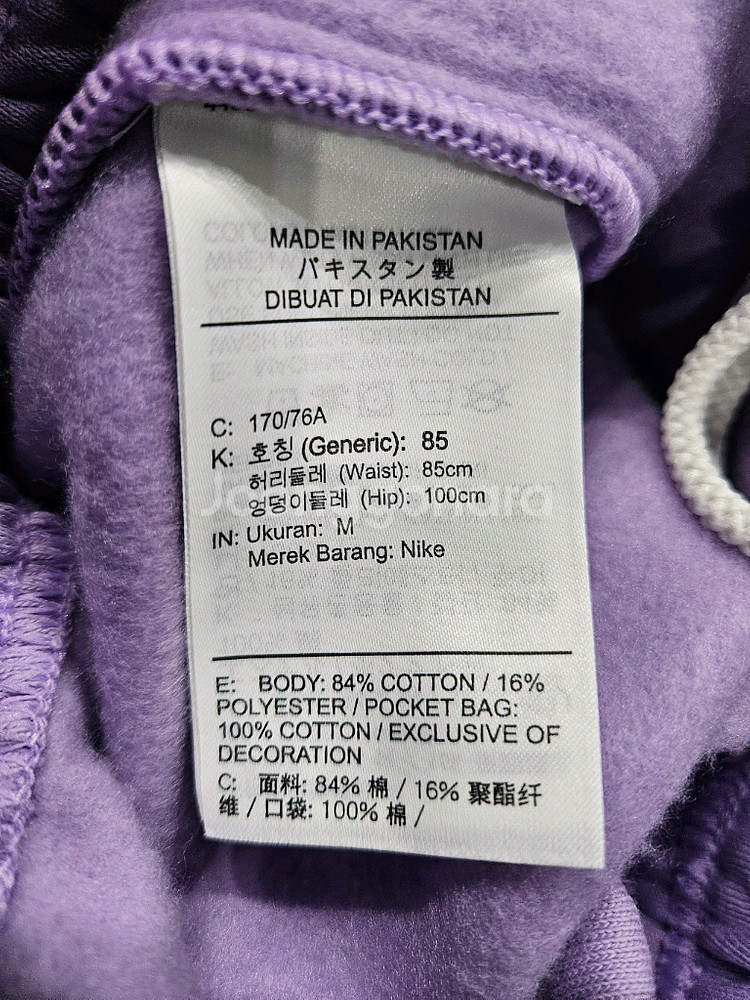 MADE IN PAKISTAN
パキスタン製
DIBUAT DI PAKISTAN
C: 170/76A
K: 호칭 (Generic): 85
허리둘레 (Waist): 85cm
엉덩이둘레 (Hip): 100cm
IN: Ukuran: M
Merek Barang: Nike
E: BODY: 84% COTTON / 16%
POLYESTER / POCKET BAG:
100% COTTON / EXCLUSIVE OF
DECORATION
C: 面料: 84% 棉 / 16% 聚酯纤
维 / 口袋: 100% 棉 /